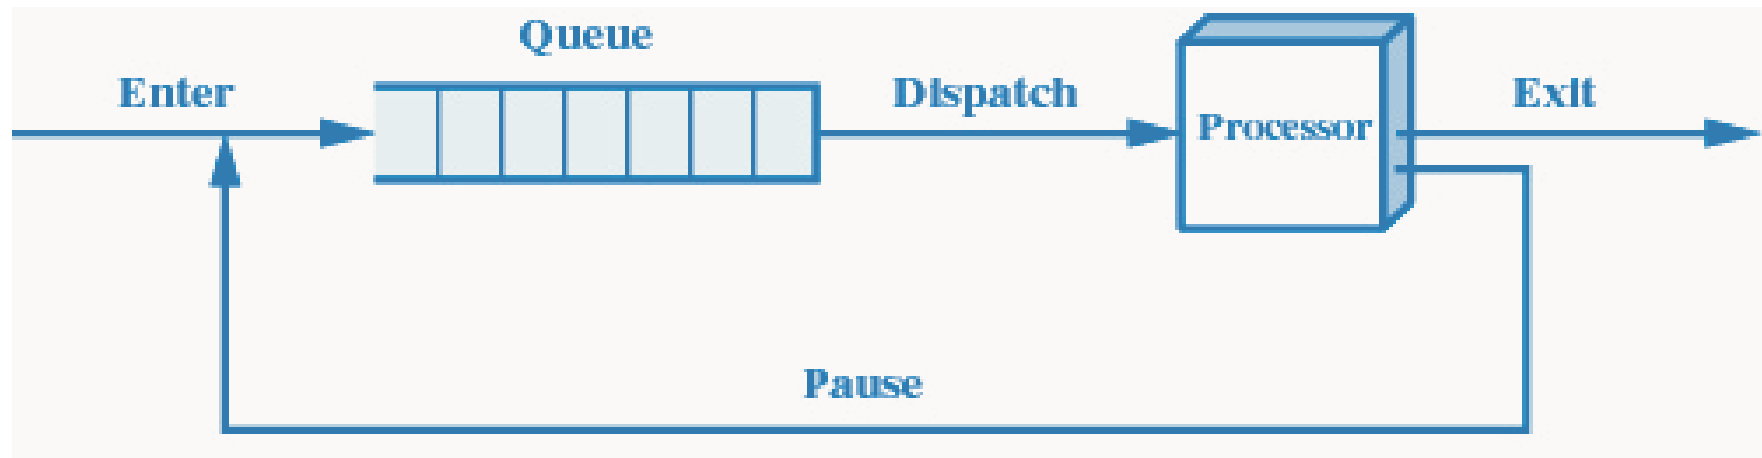 Queue
Enter
Dispatch
Processor
Exit
Pause